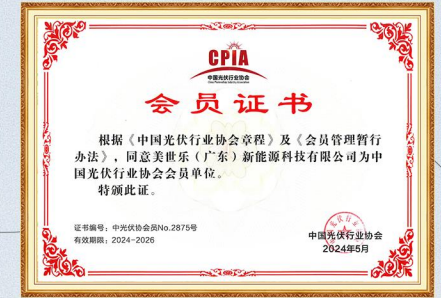 CPIA
中国光伏行业协会
会员证书
根据《中国光伏行业协会章程》及《会员管理暂行
办法》，同意美世乐（广东）新能源科技有限公司为中
国光伏行业协会会员单位。
特颁此证。
证书编号：中光伏协会员No.2875号
有效期限：2024-2026
中国光伏行业协会
2024年5月